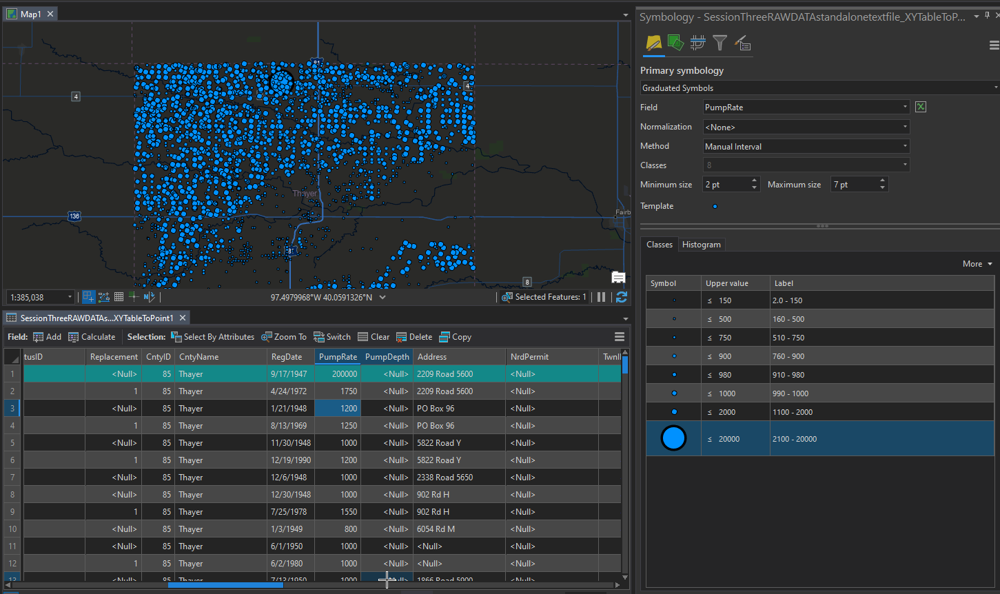 Map1
Symbology - SessionThreeRAWDATAstandalonetextfile_XYTableToP...
Primary symbology
Graduated Symbols
Field PumpRate
Normalization <None>
Method Manual Interval
Classes 8
Minimum size 2 pt Maximum size 7 pt
Template
Classes Histogram
More
Symbol Upper value Label
≤ 150 2.0 - 150
≤ 500 160 - 500
≤ 750 510 - 750
≤ 900 760 - 900
≤ 980 910 - 980
≤ 1000 990 - 1000
≤ 2000 1100 - 2000
≤ 20000 2100 - 20000
81
4
4
Thayer
136
Fairb
81
8
1:385,038
97.4979968°W 40.0591326°N
Selected Features: 1
SessionThreeRAWDATAs...XYTableToPoint1
Field: Add Calculate Selection: Select By Attributes Zoom To Switch Clear Delete Copy
tusID Replacement CntyID CntyName RegDate PumpRate PumpDepth Address NrdPermit TwnI
1 <Null> 85 Thayer 9/17/1947 200000 <Null> 2209 Road 5600 <Null>
2 1 85 Thayer 4/24/1972 1750 <Null> 2209 Road 5600 <Null>
3 <Null> 85 Thayer 1/21/1948 1200 <Null> PO Box 96 <Null>
4 1 85 Thayer 8/13/1969 1250 <Null> PO Box 96 <Null>
5 <Null> 85 Thayer 11/30/1948 1000 <Null> 5822 Road Y <Null>
6 1 85 Thayer 12/19/1990 1200 <Null> 5822 Road Y <Null>
7 <Null> 85 Thayer 12/6/1948 1000 <Null> 2338 Road 5650 <Null>
8 <Null> 85 Thayer 12/30/1948 1000 <Null> 902 Rd H <Null>
9 1 85 Thayer 7/25/1978 1550 <Null> 902 Rd H <Null>
10 <Null> 85 Thayer 1/3/1949 800 <Null> 6054 Rd M <Null>
11 <Null> 85 Thayer 6/1/1950 1000 <Null> <Null> <Null>
12 1 85 Thayer 6/2/1980 1000 <Null> <Null> <Null>
13 <Null> 85 Thayer 7/13/1950 1000 <Null> 1866 Road 5900 <Null>